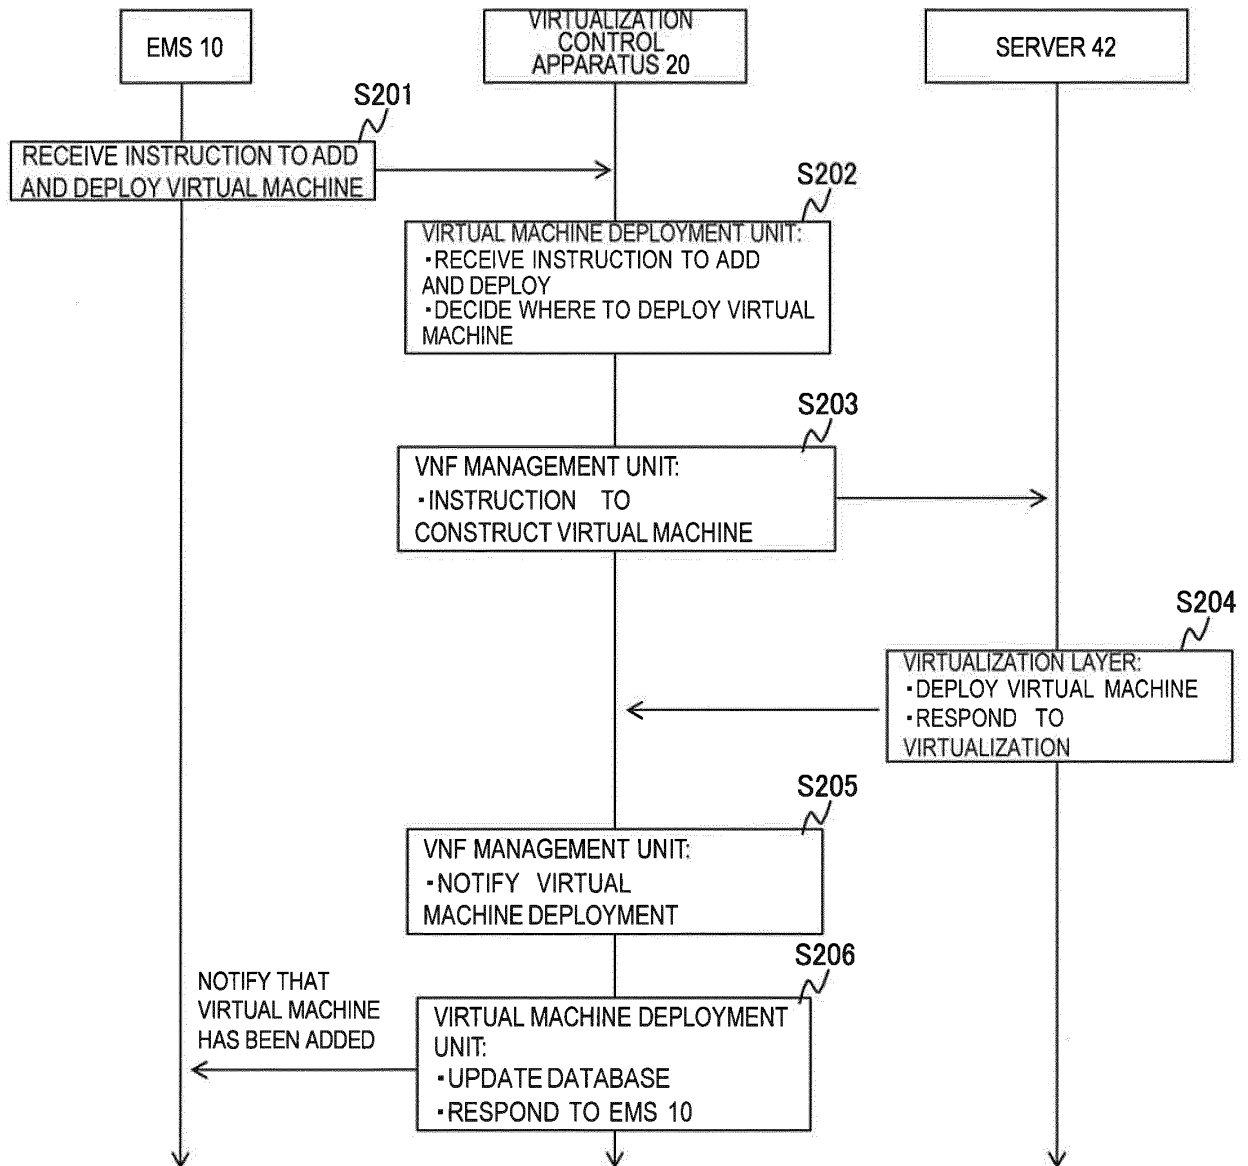 EMS 10
VIRTUALIZATION
CONTROL
APPARATUS 20
SERVER 42
S201
RECEIVE INSTRUCTION TO ADD
AND DEPLOY VIRTUAL MACHINE
S202
VIRTUAL MACHINE DEPLOYMENT UNIT:
・RECEIVE INSTRUCTION TO ADD
AND DEPLOY
・DECIDE WHERE TO DEPLOY VIRTUAL
MACHINE
S203
VNF MANAGEMENT UNIT:
・INSTRUCTION TO
CONSTRUCT VIRTUAL MACHINE
S204
VIRTUALIZATION LAYER:
・DEPLOY VIRTUAL MACHINE
・RESPOND TO
VIRTUALIZATION
S205
VNF MANAGEMENT UNIT:
・NOTIFY VIRTUAL
MACHINE DEPLOYMENT
S206
NOTIFY THAT
VIRTUAL MACHINE
HAS BEEN ADDED
VIRTUAL MACHINE DEPLOYMENT
UNIT:
・UPDATE DATABASE
・RESPOND TO EMS 10